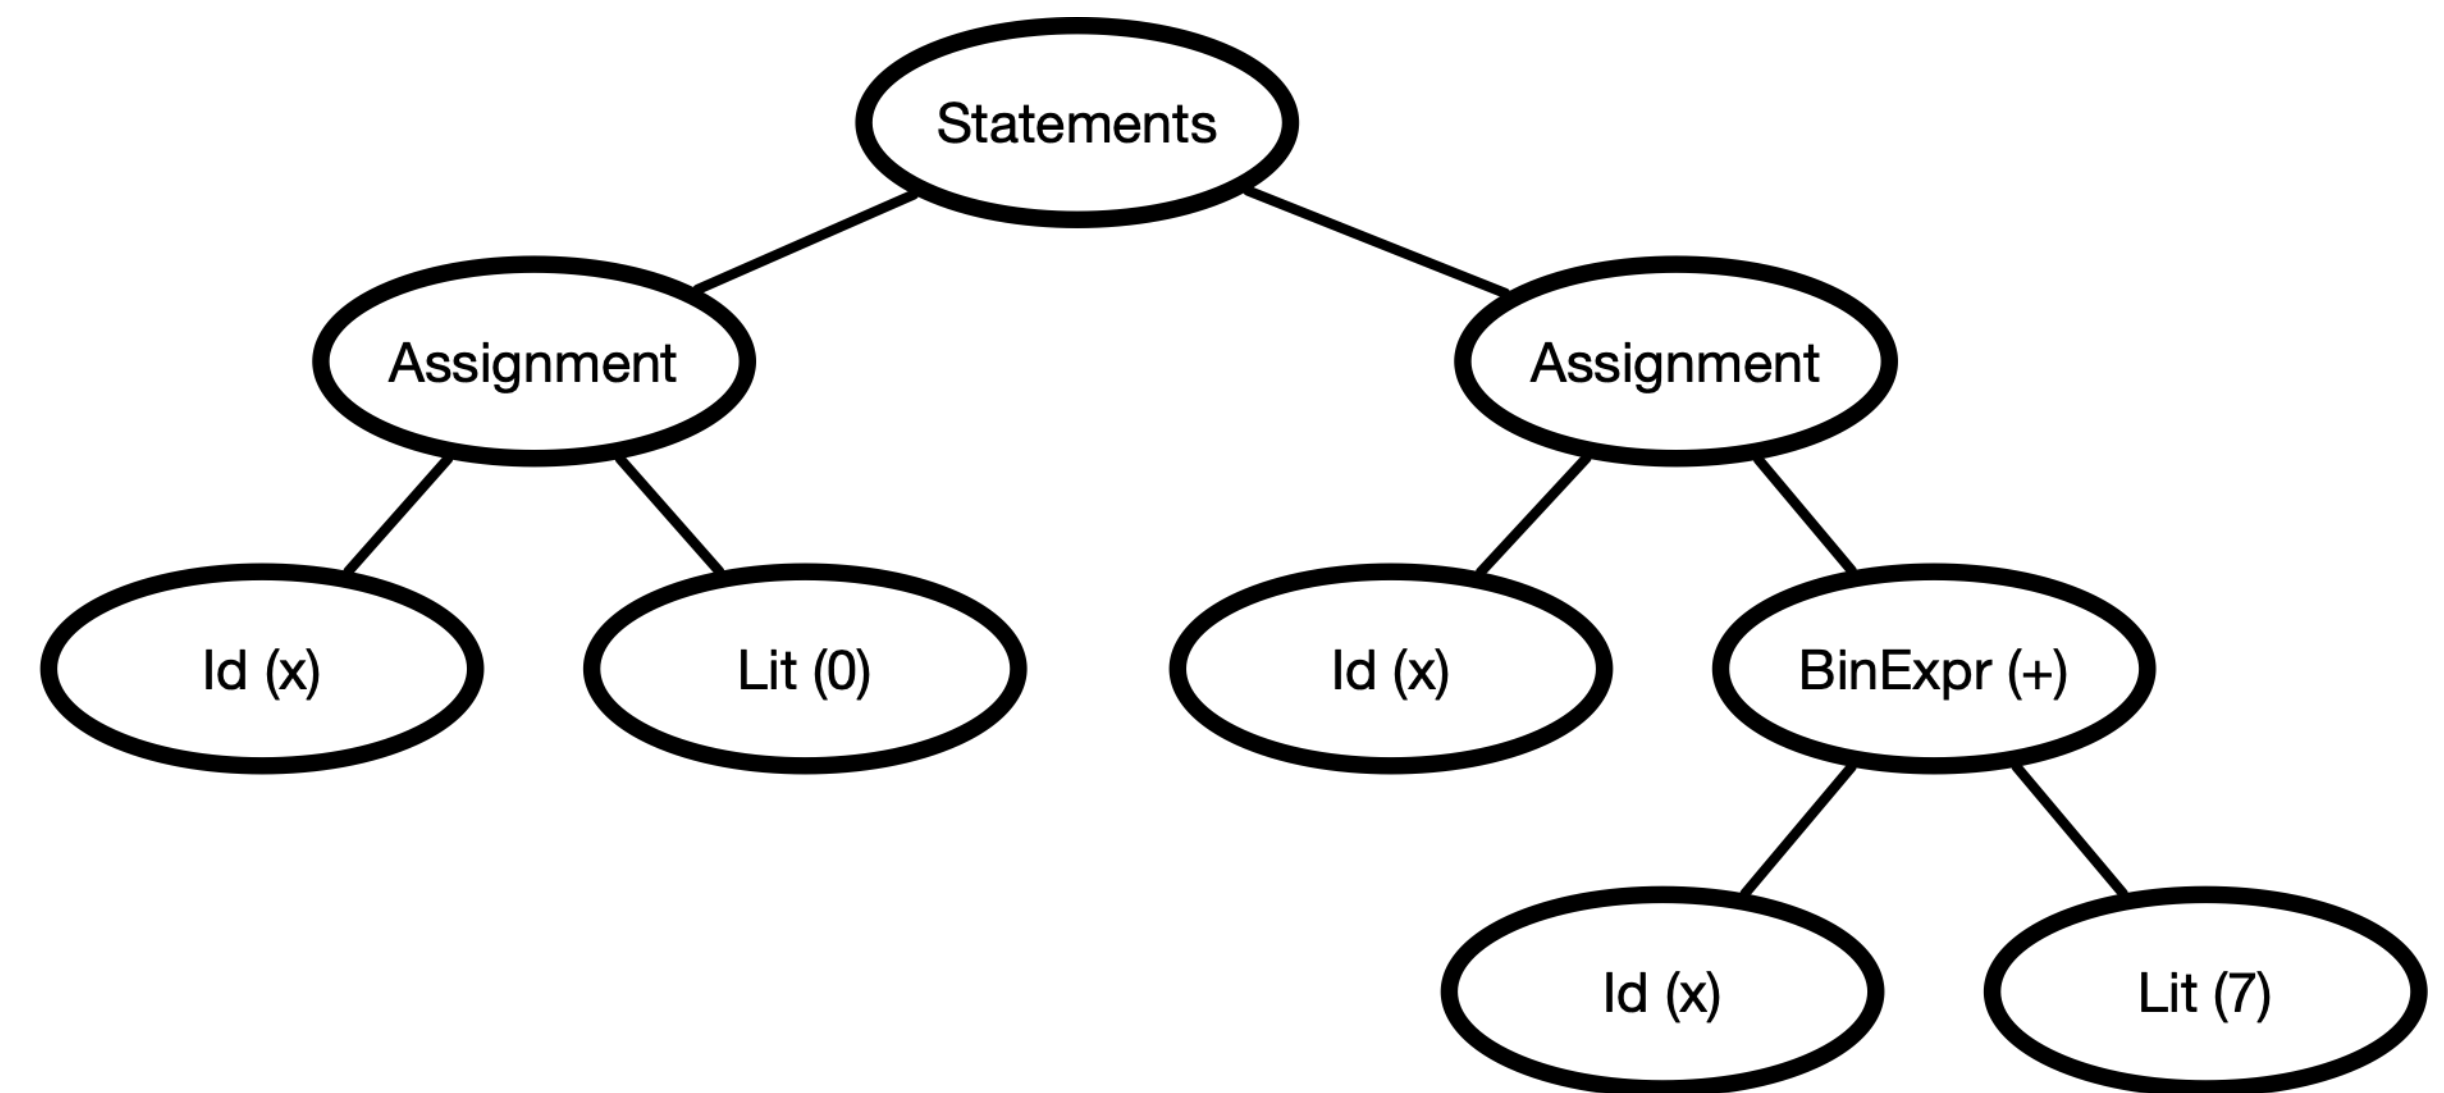 Statements
Assignment
Assignment
Id (x)
Lit (0)
Id (x)
BinExpr (+)
Id (x)
Lit (7)